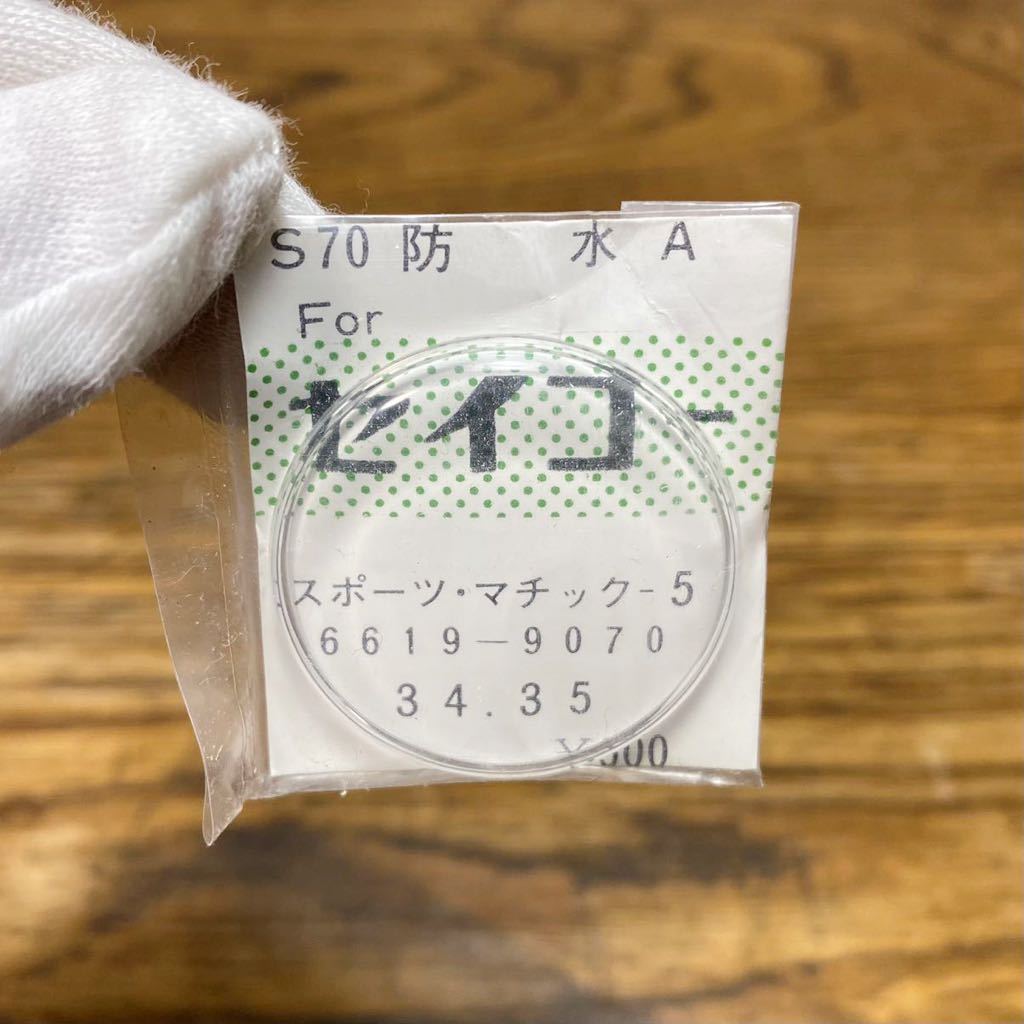 S70 防 水 A
For
セイコー
スポーツ・マチック-5
6619-9070
34.35